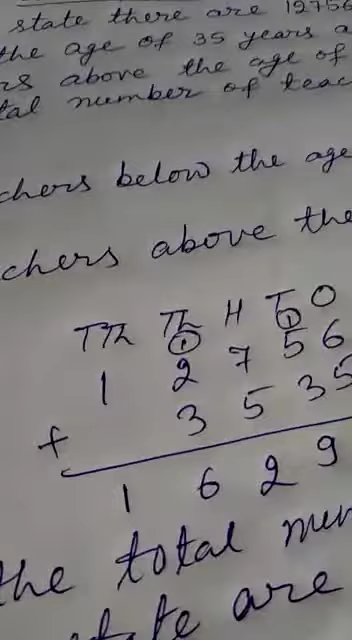 state there are 12756
the age of 35 years a
rs above the age of
tal number of teac
chers below the age
chers above the
TTh Th H T O
① ①
1 2 7 5 6
+ 3 5 3 5
1 6 2 9
the total num
state are